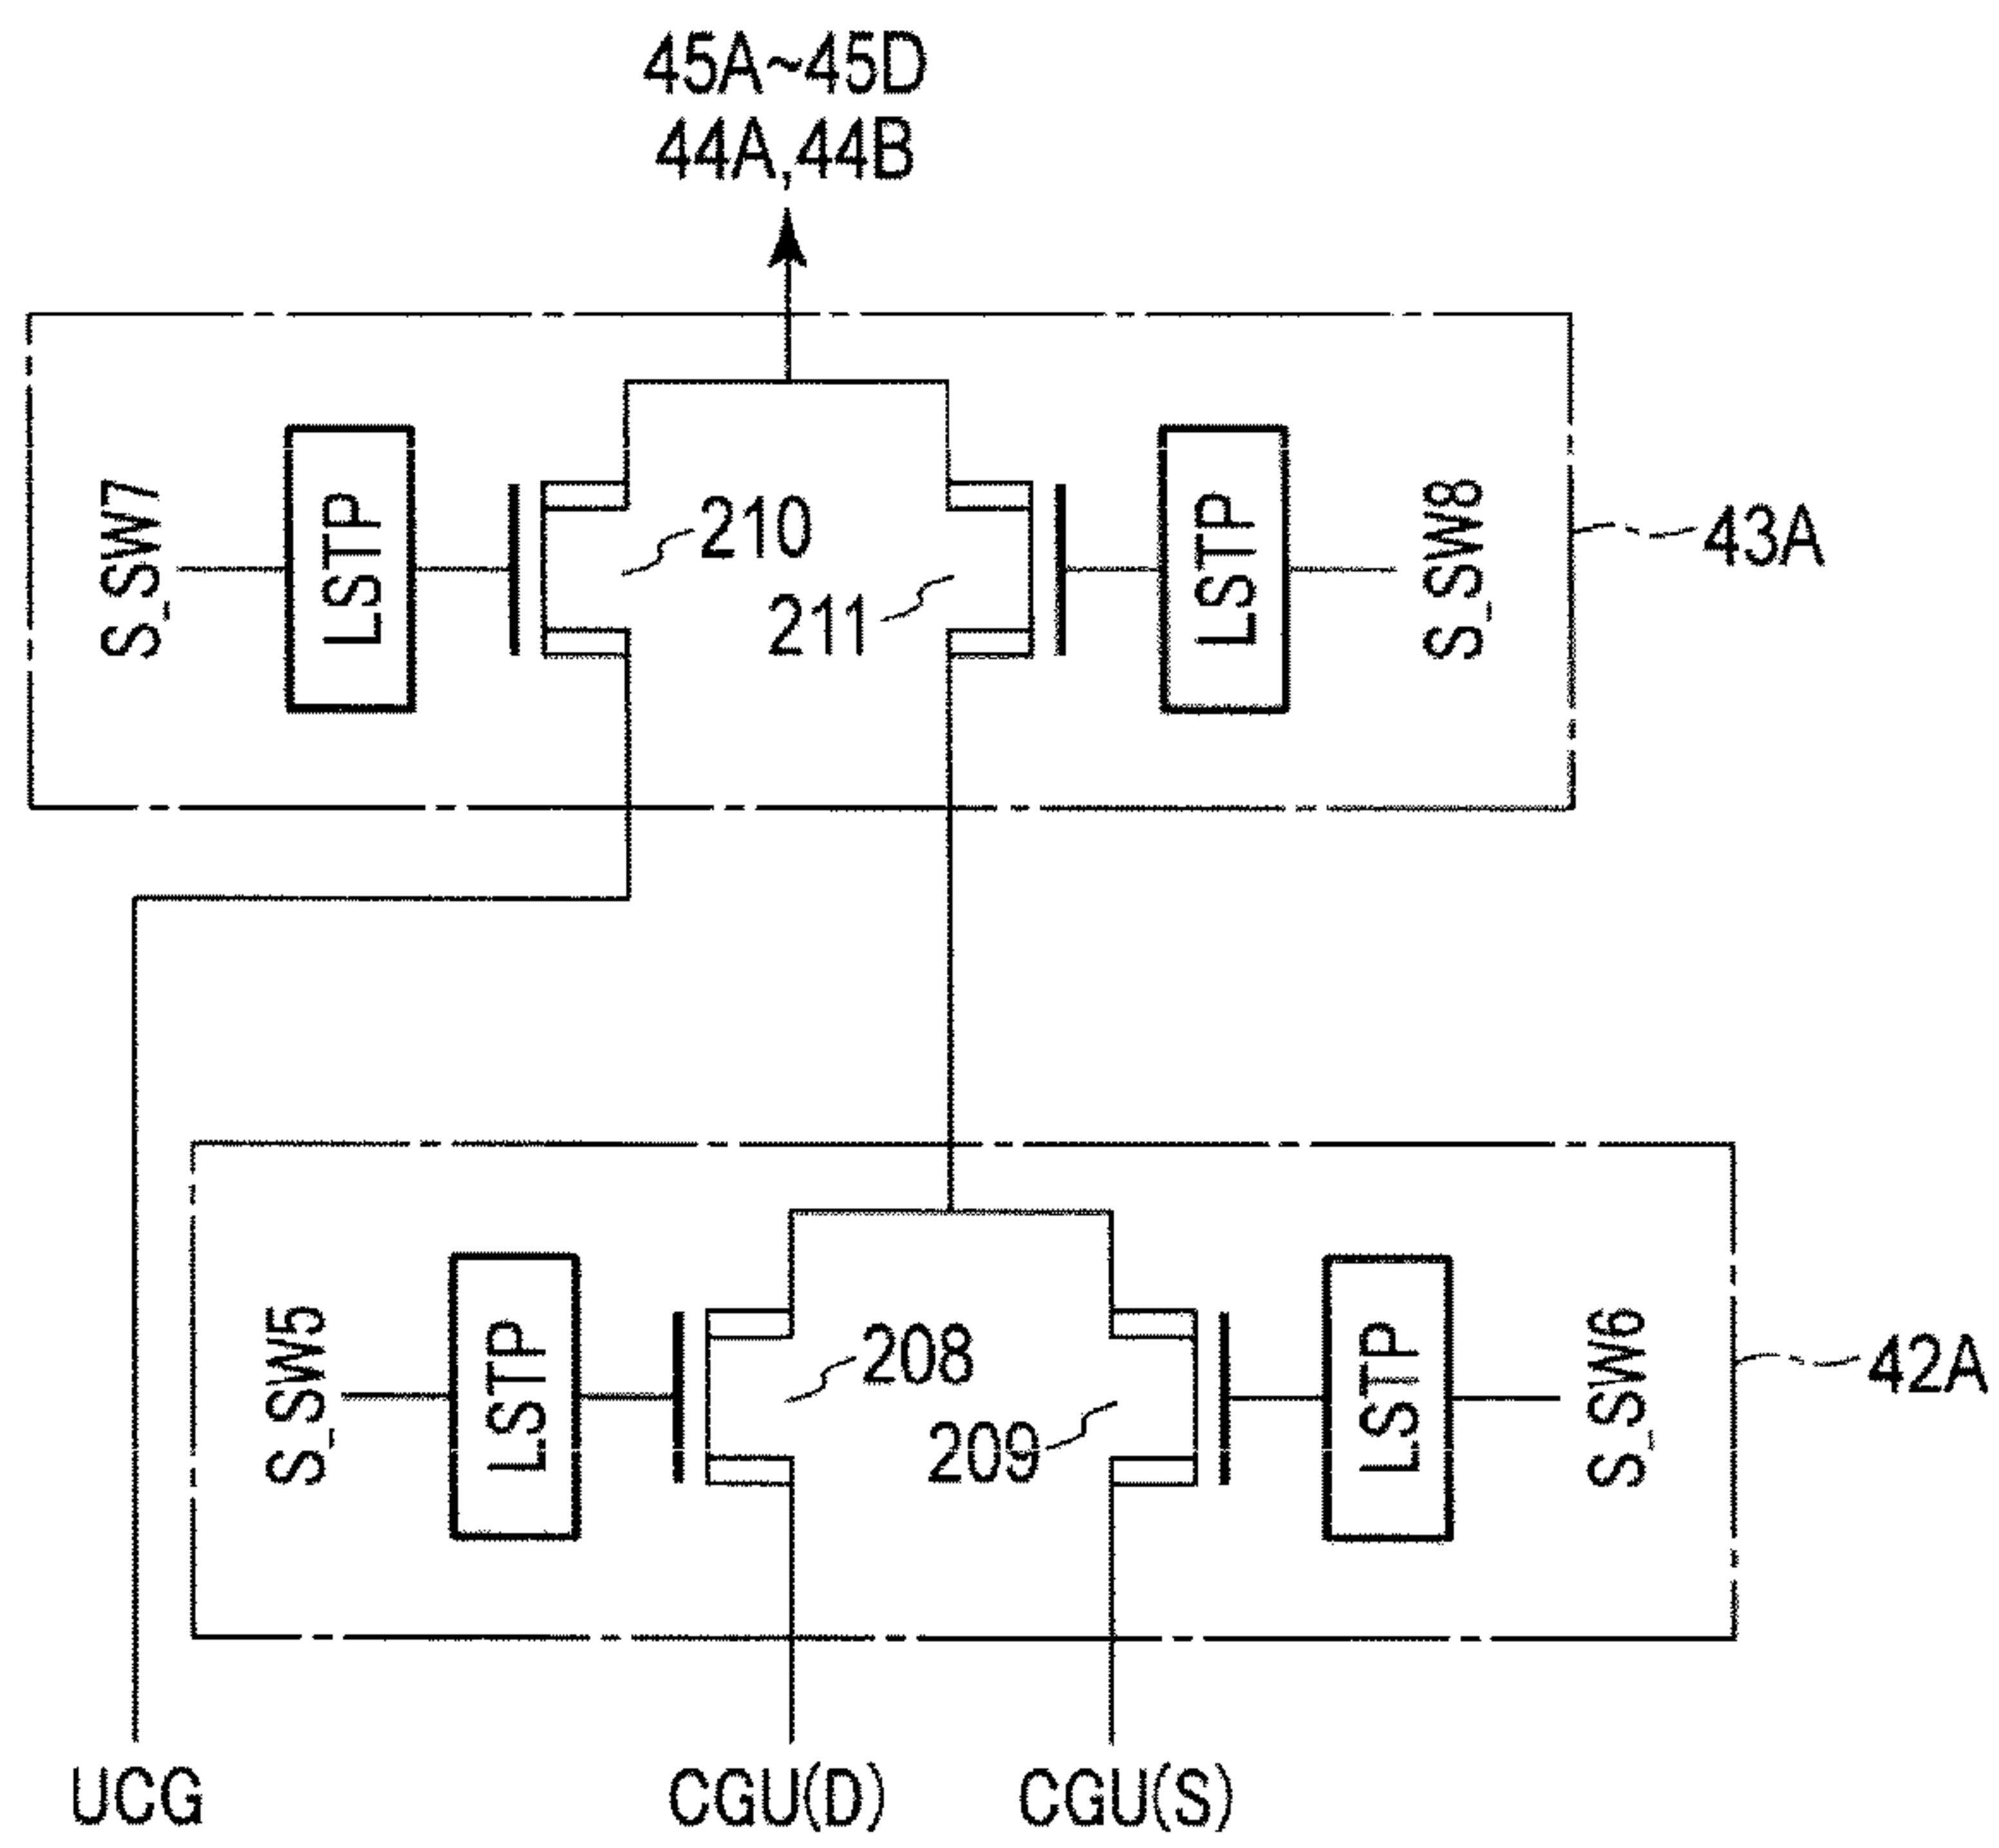 45A~45D
44A,44B
S_SW7
LSTP
210
211
LSTP
S_SW8
43A
S_SW5
LSTP
208
209
LSTP
S_SW6
42A
UCG
CGU(D)
CGU(S)